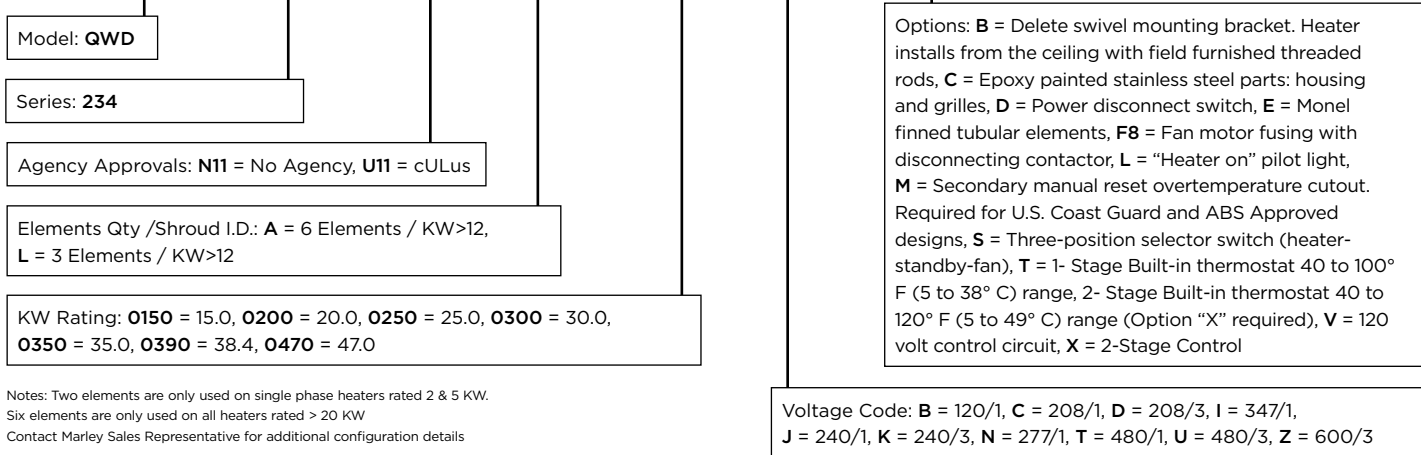 Model: QWD
Series: 234
Agency Approvals: N11 = No Agency, U11 = cULus
Elements Qty /Shroud I.D.: A = 6 Elements / KW>12,
L = 3 Elements / KW>12
KW Rating: 0150 = 15.0, 0200 = 20.0, 0250 = 25.0, 0300 = 30.0,
0350 = 35.0, 0390 = 38.4, 0470 = 47.0
Notes: Two elements are only used on single phase heaters rated 2 & 5 KW.
Six elements are only used on all heaters rated > 20 KW
Contact Marley Sales Representative for additional configuration details
Options: B = Delete swivel mounting bracket. Heater
installs from the ceiling with field furnished threaded
rods, C = Epoxy painted stainless steel parts: housing
and grilles, D = Power disconnect switch, E = Monel
finned tubular elements, F8 = Fan motor fusing with
disconnecting contactor, L = “Heater on” pilot light,
M = Secondary manual reset overtemperature cutout.
Required for U.S. Coast Guard and ABS Approved
designs, S = Three-position selector switch (heater-
standby-fan), T = 1- Stage Built-in thermostat 40 to 100°
F (5 to 38° C) range, 2- Stage Built-in thermostat 40 to
120° F (5 to 49° C) range (Option “X” required), V = 120
volt control circuit, X = 2-Stage Control
Voltage Code: B = 120/1, C = 208/1, D = 208/3, I = 347/1,
J = 240/1, K = 240/3, N = 277/1, T = 480/1, U = 480/3, Z = 600/3